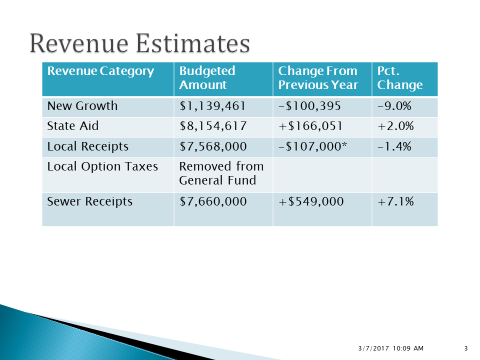 Revenue Estimates
Revenue Category Budgeted Amount Change From Previous Year Pct. Change
New Growth $1,139,461 -$100,395 -9.0%
State Aid $8,154,617 +$166,051 +2.0%
Local Receipts $7,568,000 -$107,000* -1.4%
Local Option Taxes Removed from General Fund
Sewer Receipts $7,660,000 +$549,000 +7.1%
3/7/2017 10:09 AM 3